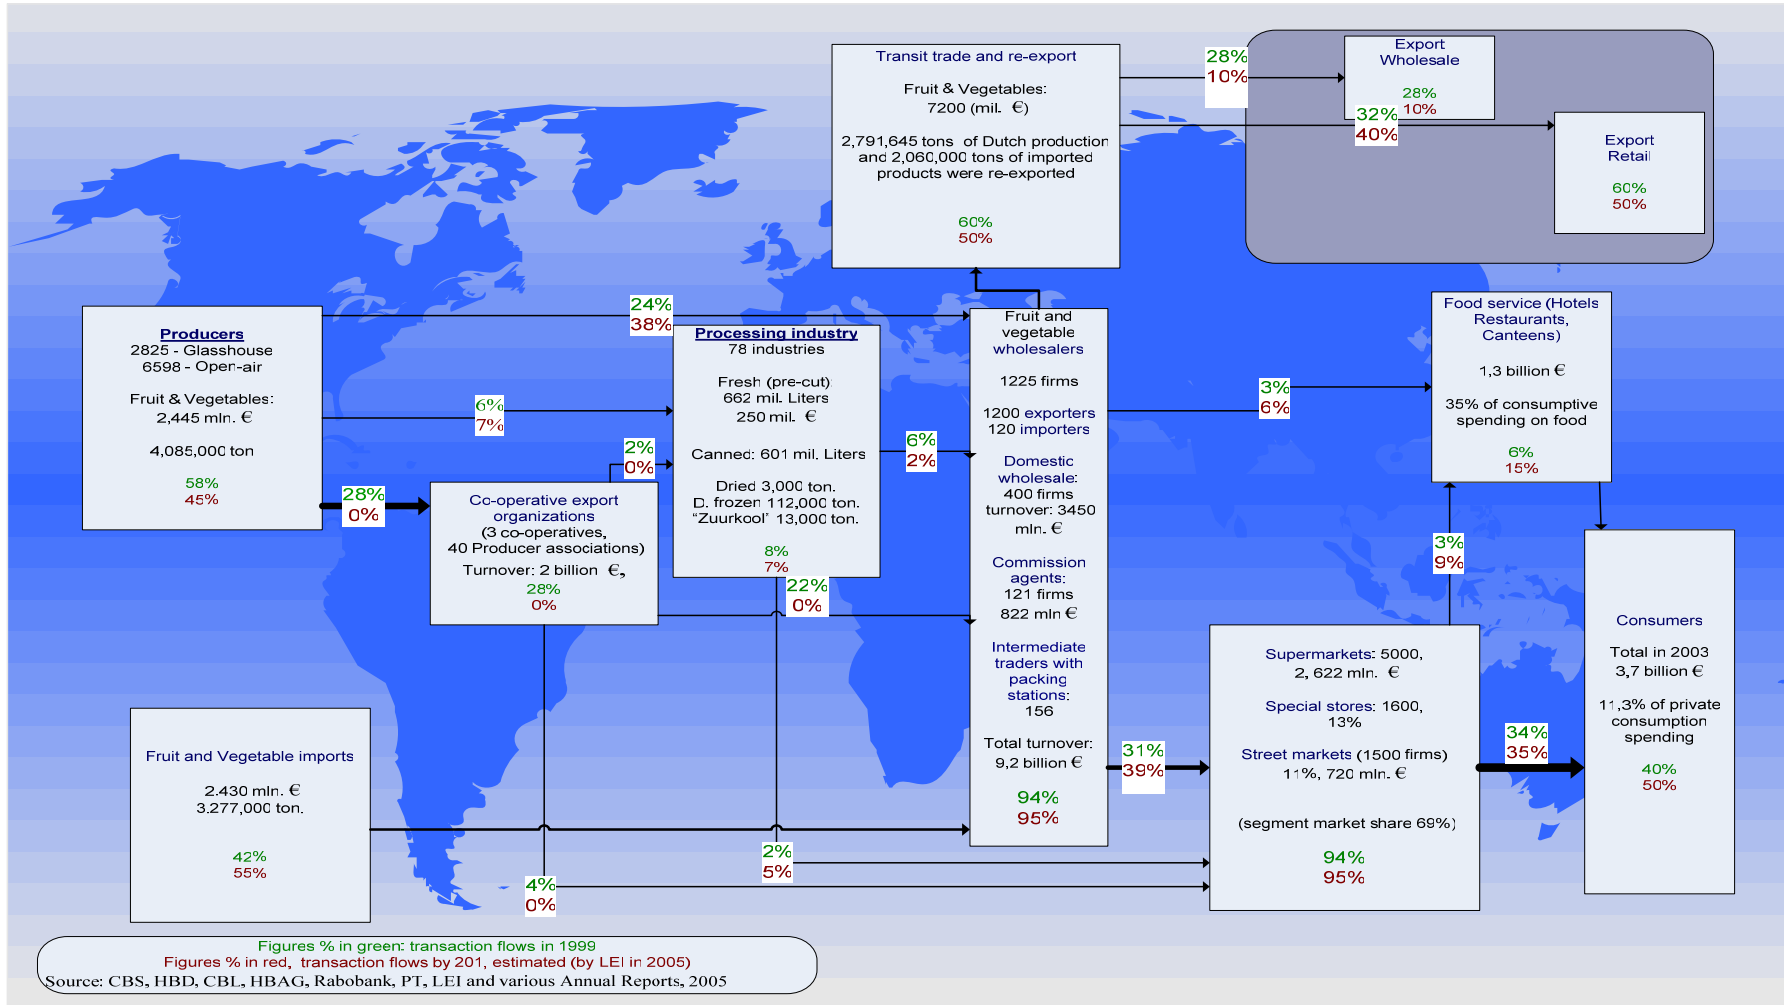 Transit trade and re-export
Fruit & Vegetables:
7200 (mil. €)
2,791,645 tons of Dutch production
and 2,060,000 tons of imported
products were re-exported
60%
50%
28%
10%
Export
Wholesale
28%
10%
32%
40%
Export
Retail
60%
50%
Producers
2825 - Glasshouse
6598 - Open-air
Fruit & Vegetables:
2,445 mln. €
4,085,000 ton
58%
45%
24%
38%
6%
7%
28%
0%
2%
0%
Co-operative export
organizations
(3 co-operatives,
40 Producer associations)
Turnover: 2 billion €,
28%
0%
Processing industry
78 industries
Fresh (pre-cut):
662 mil. Liters
250 mil. €
Canned: 601 mil. Liters
Dried 3,000 ton.
D. frozen 112,000 ton.
“Zuurkool’ 13,000 ton.
8%
7%
22%
0%
6%
2%
Fruit and
vegetable
wholesalers
1225 firms
1200 exporters
120 importers
Domestic
wholesale:
400 firms
turnover: 3450
mln. €
Commission
agents:
121 firms
822 mln €
Intermediate
traders with
packing
stations:
156
Total turnover:
9,2 billion €
94%
95%
3%
6%
Food service (Hotels
Restaurants,
Canteens)
1,3 billion €
35% of consumptive
spending on food
6%
15%
3%
9%
31%
39%
Supermarkets: 5000,
2, 622 mln. €
Special stores: 1600,
13%
Street markets (1500 firms)
11%, 720 mln. €
(segment market share 69%)
94%
95%
34%
35%
Consumers
Total in 2003
3,7 billion €
11,3% of private
consumption
spending
40%
50%
Fruit and Vegetable imports
2.430 mln. €
3.277,000 ton.
42%
55%
2%
5%
4%
0%
Figures % in green: transaction flows in 1999
Figures % in red, transaction flows by 201, estimated (by LEI in 2005)
Source: CBS, HBD, CBL, HBAG, Rabobank, PT, LEI and various Annual Reports, 2005